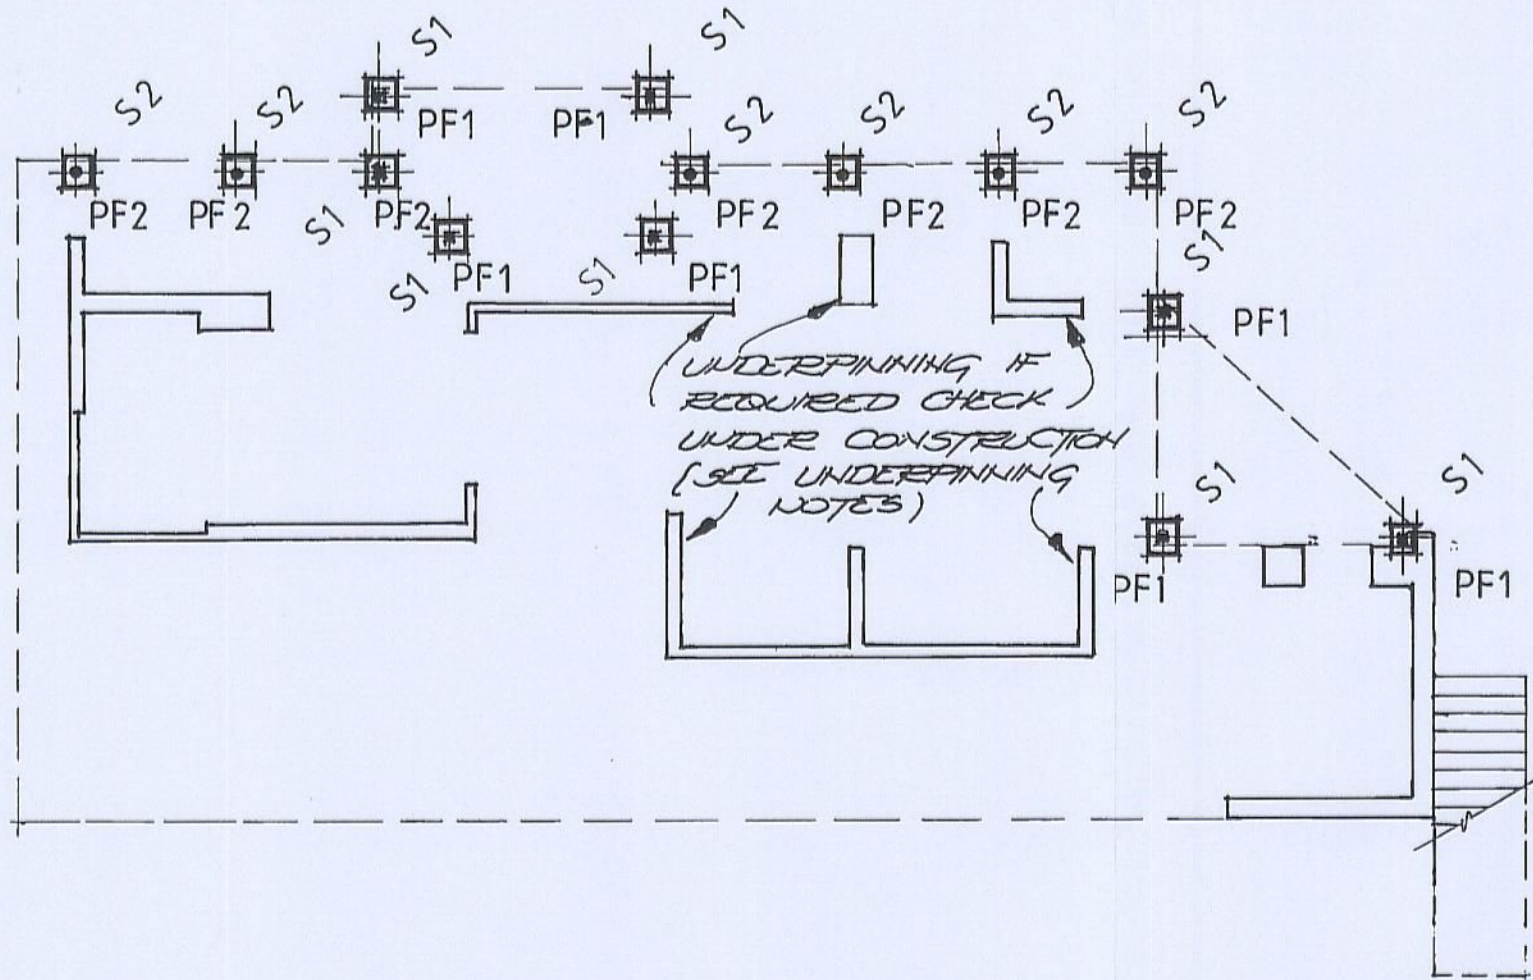 S1
S1
S2
S2
PF1
PF1
S2
S2
S2
S2
PF2
PF2
S1
PF2
PF2
PF2
PF2
PF2
S1
S1
PF1
S1
PF1
PF1
UNDERPINNING IF
REQUIRED CHECK
UNDER CONSTRUCTION
(SEE UNDERPINNING
NOTES)
S1
S1
PF1
PF1